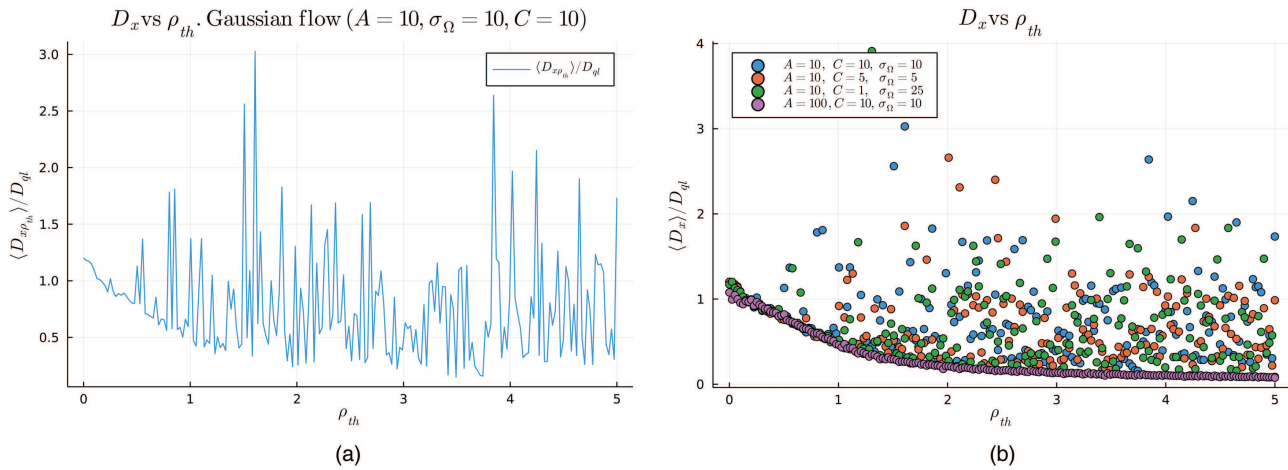 D_x vs ρ_th. Gaussian flow (A = 10, σ_Ω = 10, C = 10)
⟨D_{xρ_th}⟩/D_ql
3.0
2.5
2.0
1.5
1.0
0.5
⟨D_{xρ_th}⟩/D_ql
0 1 2 3 4 5
ρ_th
(a)
D_x vs ρ_th
A = 10, C = 10, σ_Ω = 10
A = 10, C = 5, σ_Ω = 5
A = 10, C = 1, σ_Ω = 25
A = 100, C = 10, σ_Ω = 10
4
3
2
1
0
⟨D_x⟩/D_ql
0 1 2 3 4 5
ρ_th
(b)